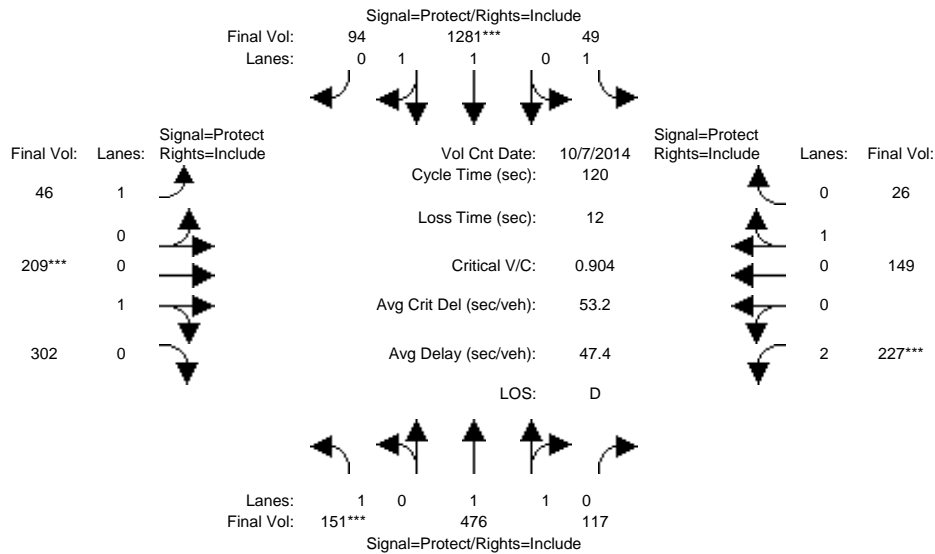 Signal=Protect/Rights=Include
Final Vol: 94 1281*** 49
Lanes: 0 1 1 0 1
Signal=Protect
Final Vol: Lanes: Rights=Include
Vol Cnt Date: 10/7/2014
Signal=Protect
Rights=Include Lanes: Final Vol:
Cycle Time (sec): 120
46 1
0 26
Loss Time (sec): 12
0
1
209*** 0
Critical V/C: 0.904
0 149
1
Avg Crit Del (sec/veh): 53.2
0
302 0
Avg Delay (sec/veh): 47.4
2 227***
LOS: D
Lanes: 1 0 1 1 0
Final Vol: 151*** 476 117
Signal=Protect/Rights=Include